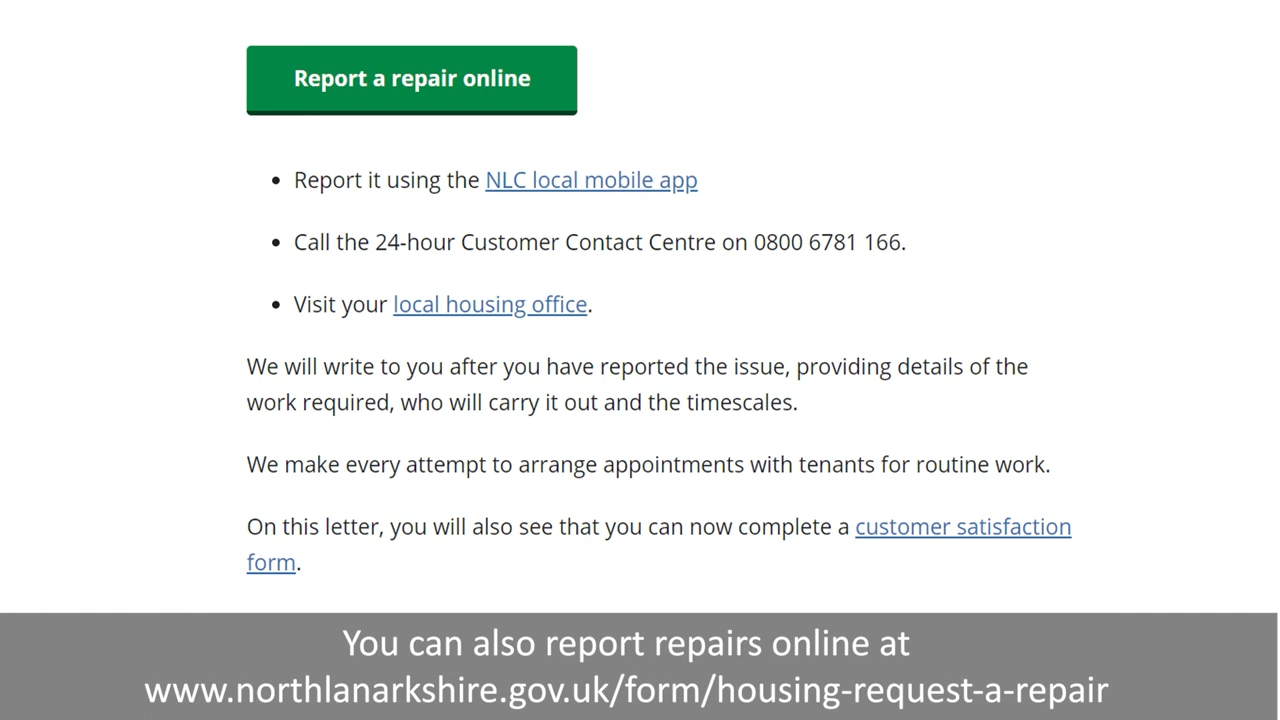 Report a repair online
Report it using the NLC local mobile app
Call the 24-hour Customer Contact Centre on 0800 6781 166.
Visit your local housing office.
We will write to you after you have reported the issue, providing details of the
work required, who will carry it out and the timescales.
We make every attempt to arrange appointments with tenants for routine work.
On this letter, you will also see that you can now complete a customer satisfaction
form.
You can also report repairs online at
www.northlanarkshire.gov.uk/form/housing-request-a-repair